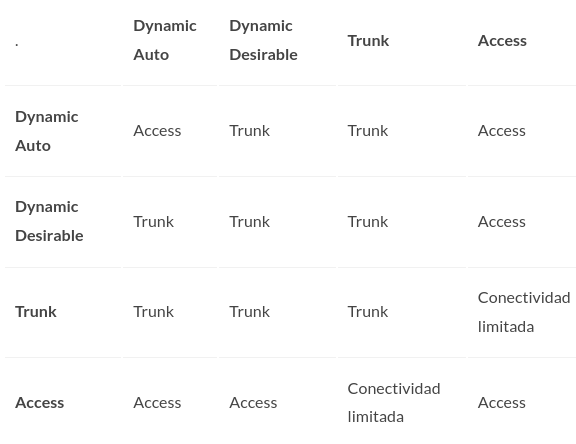 . Dynamic Auto Dynamic Desirable Trunk Access
Dynamic Auto Access Trunk Trunk Access
Dynamic Desirable Trunk Trunk Trunk Access
Trunk Trunk Trunk Trunk Conectividad limitada
Access Access Access Conectividad limitada Access